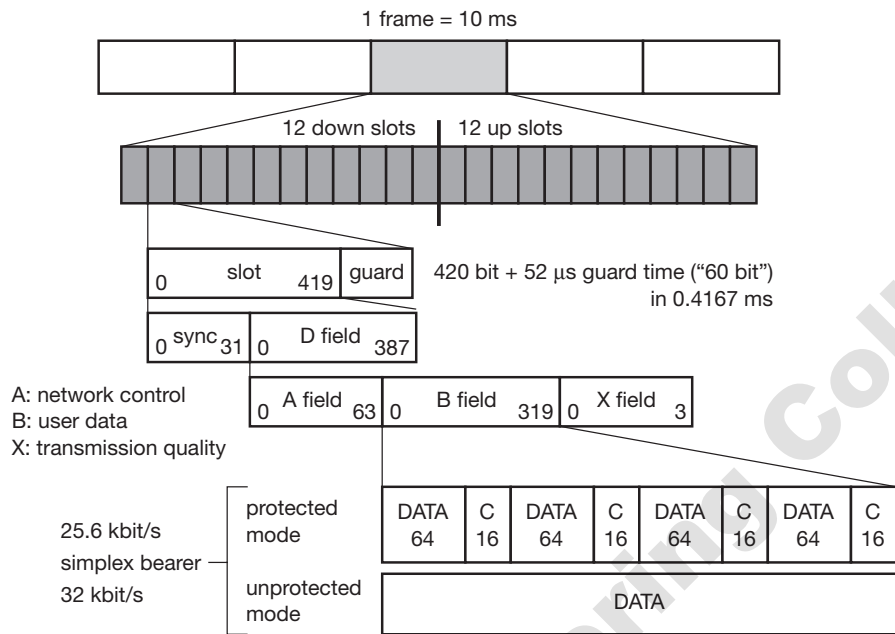 1 frame = 10 ms
12 down slots 12 up slots
0 slot 419 guard
420 bit + 52 μs guard time (“60 bit”)
in 0.4167 ms
0 sync 31 0 D field 387
A: network control
B: user data
X: transmission quality
0 A field 63 0 B field 319 0 X field 3
25.6 kbit/s
simplex bearer
32 kbit/s
protected
mode
DATA C DATA C DATA C DATA C
64 16 64 16 64 16 64 16
unprotected
mode
DATA